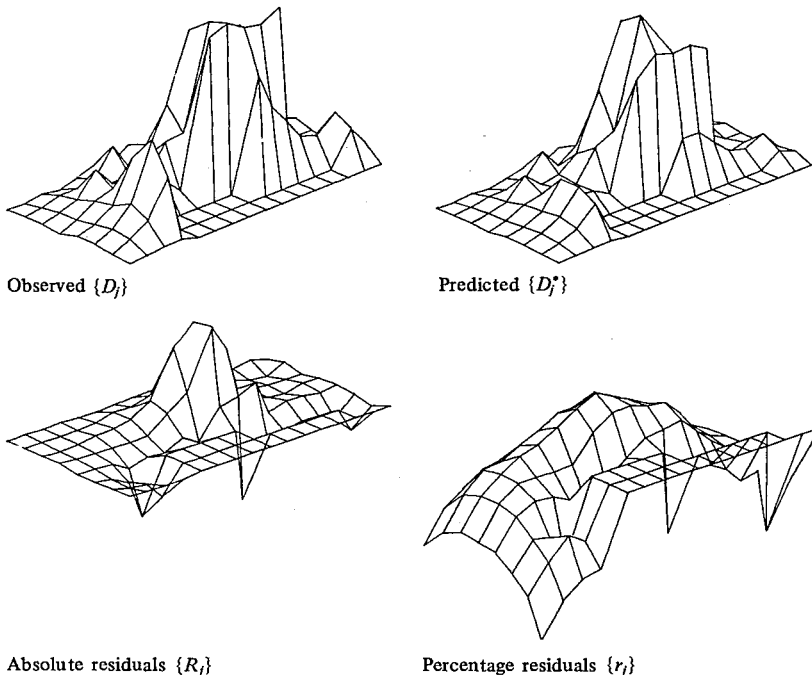 Observed {D_j}
Predicted {D_j^*}
Absolute residuals {R_j}
Percentage residuals {r_j}